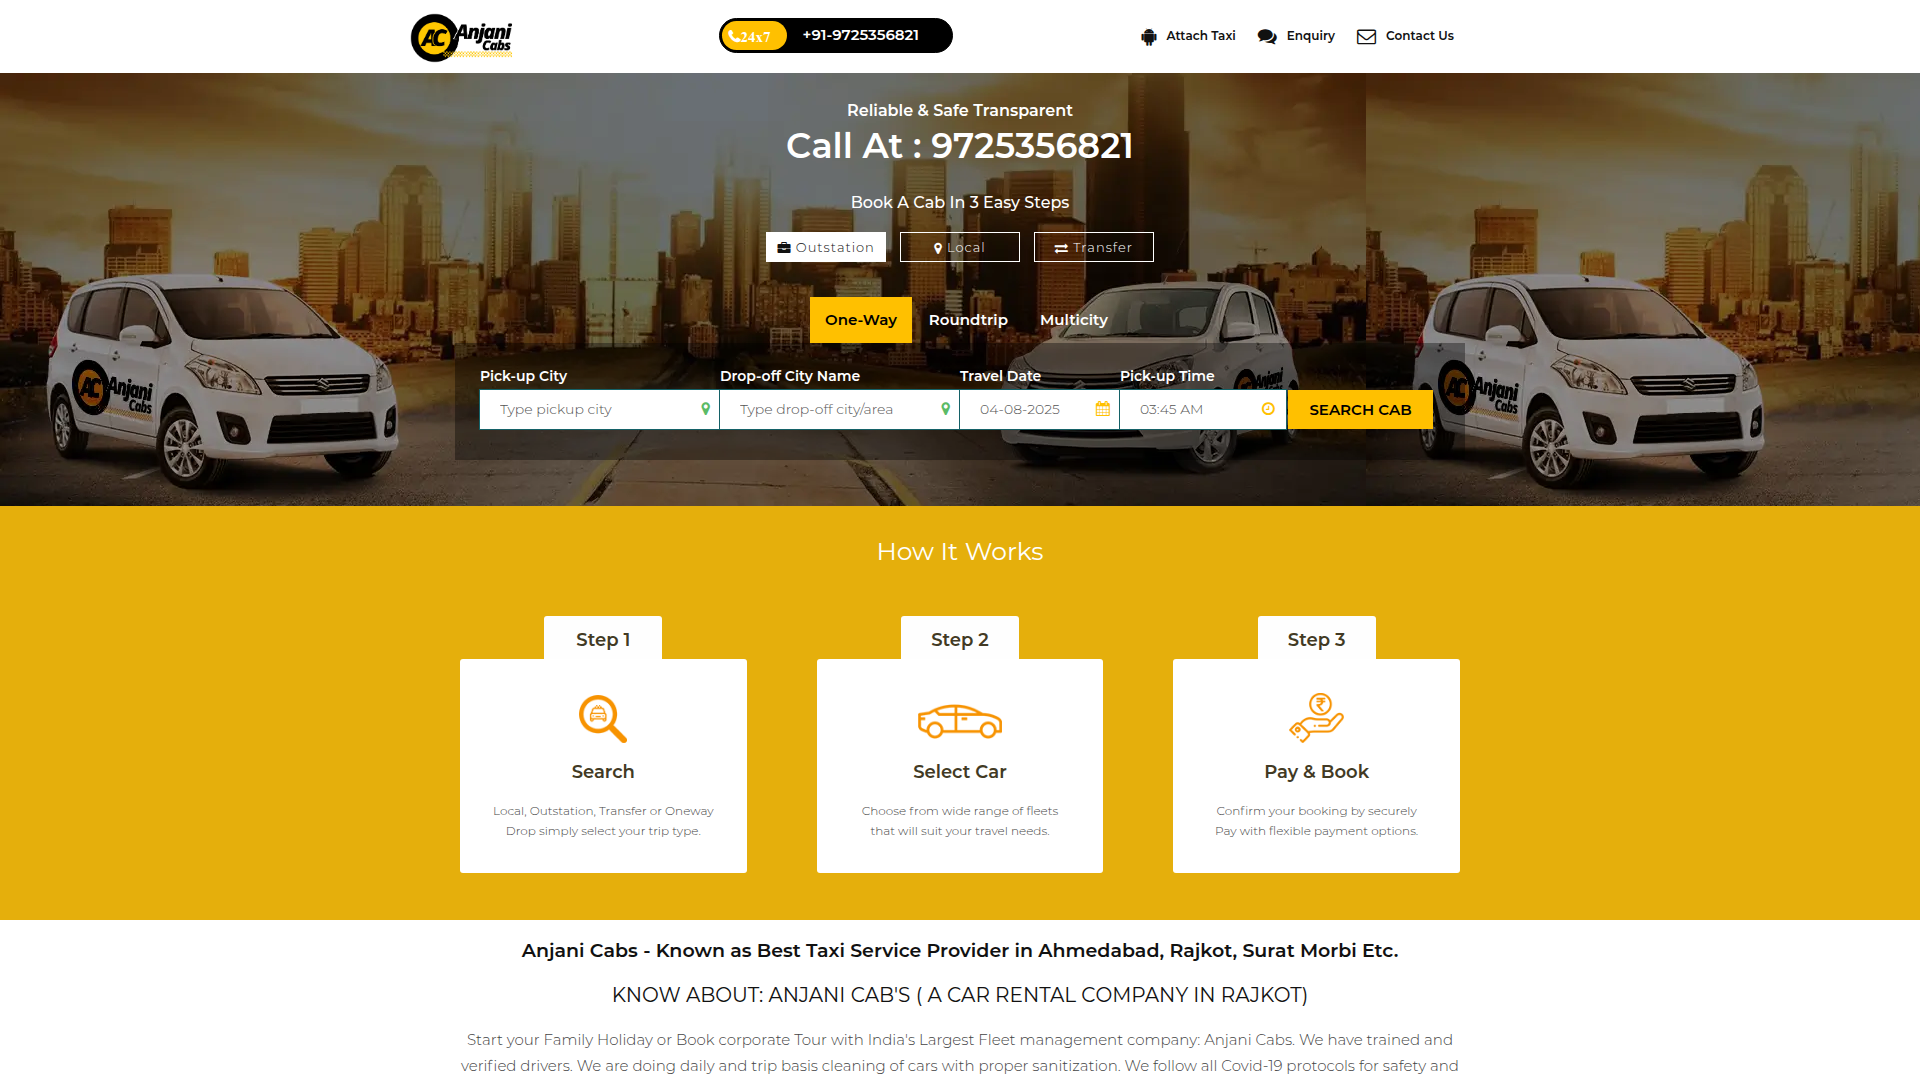 AC Anjani Cabs
24x7 +91-9725356821
Attach Taxi
Enquiry
Contact Us
Reliable & Safe Transparent
Call At : 9725356821
Book A Cab In 3 Easy Steps
Outstation
Local
Transfer
One-Way
Roundtrip
Multicity
Pick-up City
Drop-off City Name
Travel Date
Pick-up Time
Type pickup city
Type drop-off city/area
04-08-2025
03:45 AM
SEARCH CAB
AC Anjani Cabs
AC Anjani
AC Anjani Cabs
How It Works
Step 1
Step 2
Step 3
Search
Select Car
Pay & Book
Local, Outstation, Transfer or Oneway
Drop simply select your trip type.
Choose from wide range of fleets
that will suit your travel needs.
Confirm your booking by securely
Pay with flexible payment options.
Anjani Cabs - Known as Best Taxi Service Provider in Ahmedabad, Rajkot, Surat Morbi Etc.
KNOW ABOUT: ANJANI CAB'S ( A CAR RENTAL COMPANY IN RAJKOT)
Start your Family Holiday or Book corporate Tour with India's Largest Fleet management company: Anjani Cabs. We have trained and
verified drivers. We are doing daily and trip basis cleaning of cars with proper sanitization. We follow all Covid-19 protocols for safety and